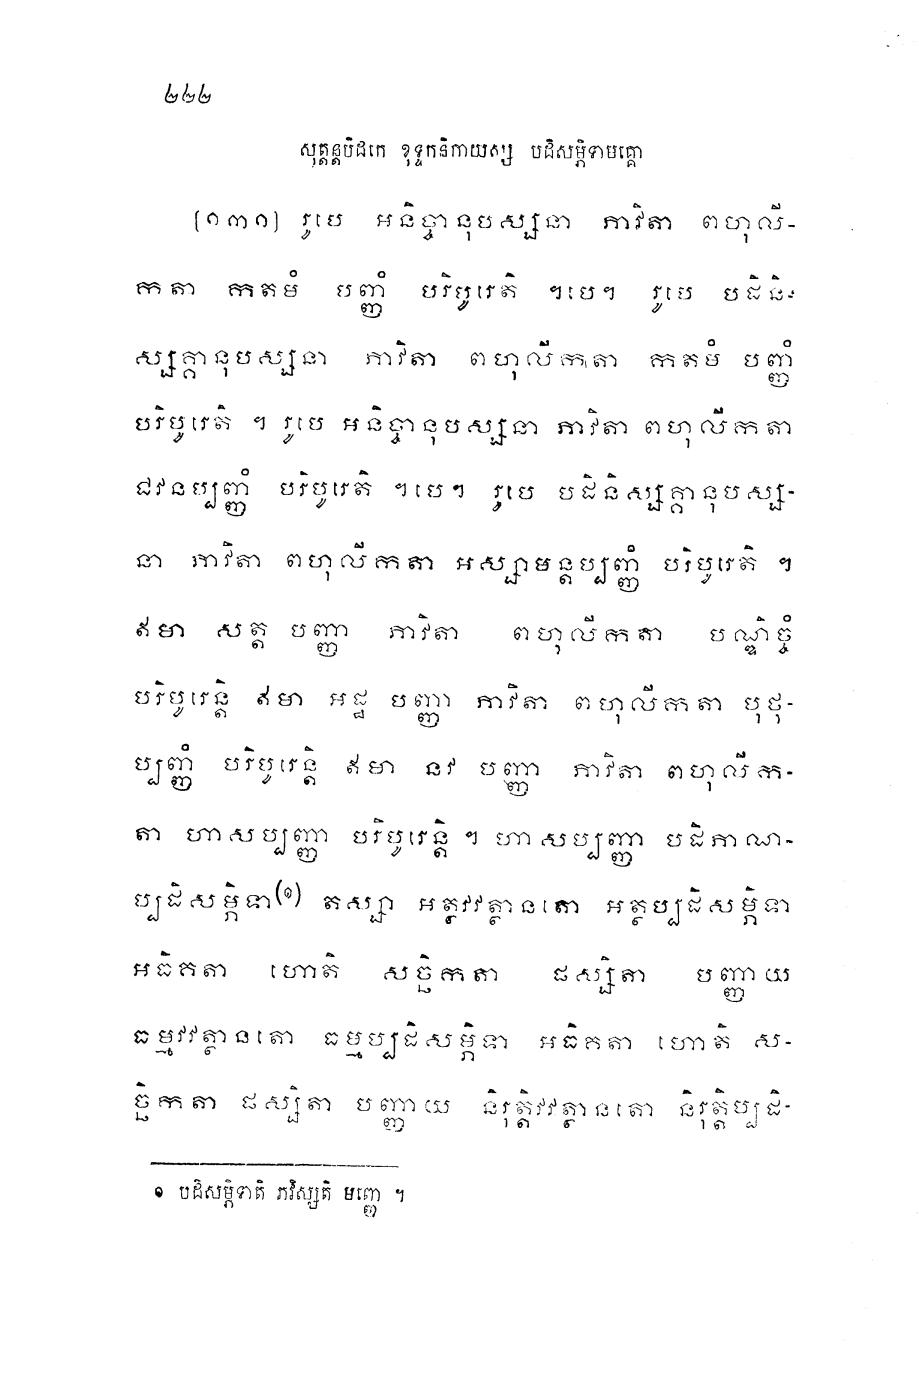 ២២២
សុត្តន្តបិដកេ ខុទ្ទកនិកាយស្ស បដិសម្ភិទាមគ្គោ
[១៣១] រូបេ អនិច្ចានុបស្សនា ភាវិតា ពហុលី-
កតា កតមំ បញ្ញំ បរិបូរេតិ ។បេ។ រូបេ បដិនិ-
ស្សគ្គានុបស្សនា ភាវិតា ពហុលីកតា កតមំ បញ្ញំ
បរិបូរេតិ ។ រូបេ អនិច្ចានុបស្សនា ភាវិតា ពហុលីកតា
ជវនប្បញ្ញំ បរិបូរេតិ ។បេ។ រូបេ បដិនិស្សគ្គានុបស្ស-
នា ភាវិតា ពហុលីកតា អស្សាមន្តប្បញ្ញំ បរិបូរេតិ ។
ឥមា សត្ត បញ្ញា ភាវិតា ពហុលីកតា បណ្ឌិច្ចំ
បរិបូរេន្តិ ឥមា អដ្ឋ បញ្ញា ភាវិតា ពហុលីកតា បុថុ-
ប្បញ្ញំ បរិបូរេន្តិ ឥមា នវ បញ្ញា ភាវិតា ពហុលីក-
តា ហាសប្បញ្ញា បរិបូរេន្តិ ។ ហាសប្បញ្ញា បដិភាណ-
ប្បដិសម្ភិទា(១) តស្សា អត្ថវវត្ថានតោ អត្ថប្បដិសម្ភិទា
អធិគតា ហោតិ សច្ឆិកតា ផស្សិតា បញ្ញាយ
ធម្មវវត្ថានតោ ធម្មប្បដិសម្ភិទា អធិគតា ហោតិ ស-
ច្ឆិកតា ផស្សិតា បញ្ញាយ និរុត្តិវវត្ថានតោ និរុត្តិប្បដិ-
១ បដិសម្ភិទាតិ ភវិស្សតិ មញ្ញេ ។